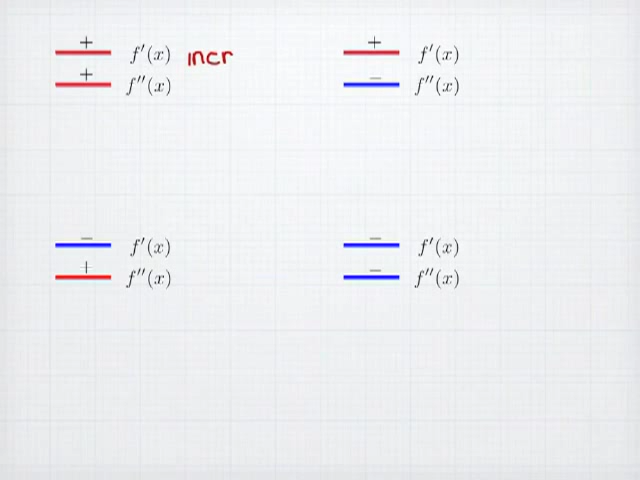 + f′(x) incr
+ f″(x)
+ f′(x)
− f″(x)
− f′(x)
+ f″(x)
− f′(x)
− f″(x)